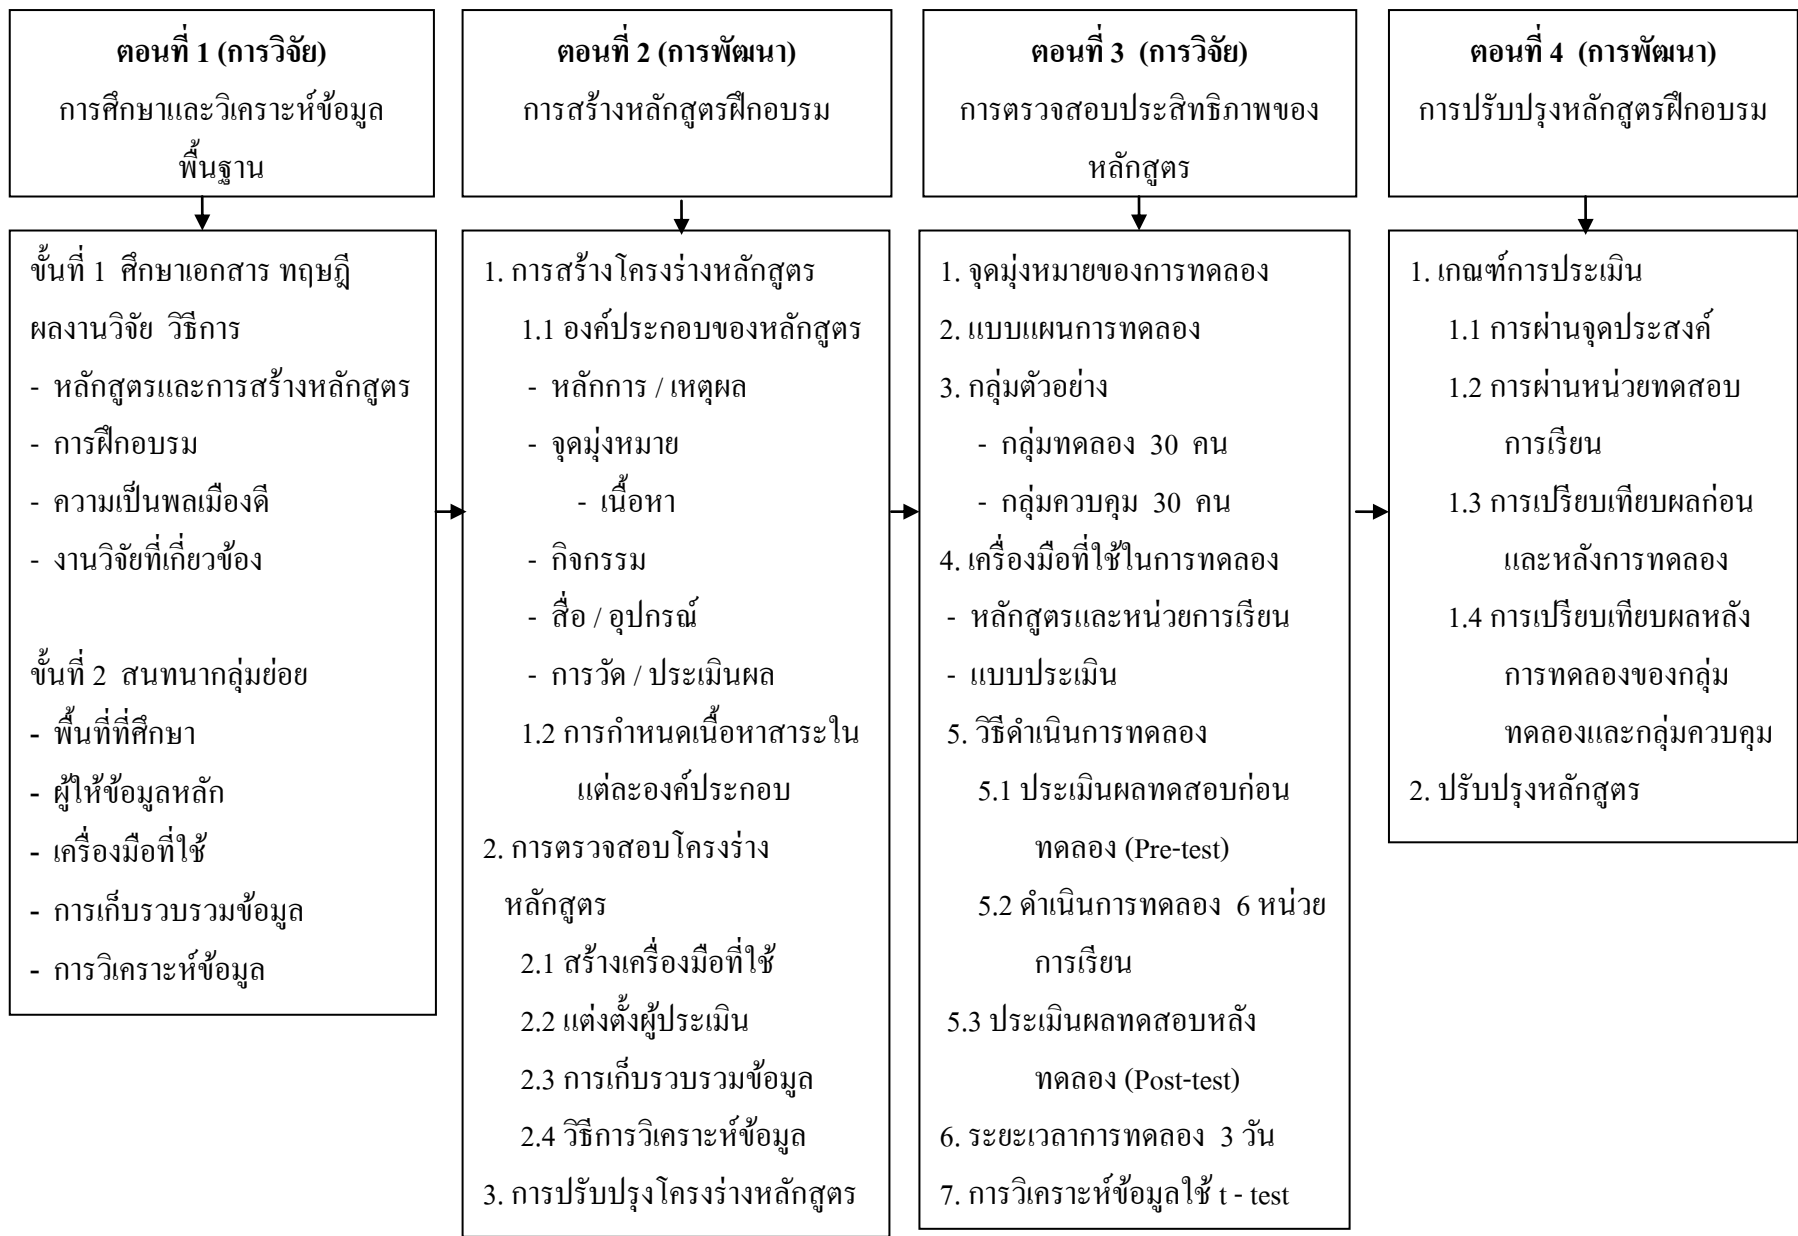 ตอนที่ 1 (การวิจัย)
การศึกษาและวิเคราะห์ข้อมูล
พื้นฐาน
ตอนที่ 2 (การพัฒนา)
การสร้างหลักสูตรฝึกอบรม
ตอนที่ 3 (การวิจัย)
การตรวจสอบประสิทธิภาพของ
หลักสูตร
ตอนที่ 4 (การพัฒนา)
การปรับปรุงหลักสูตรฝึกอบรม
ขั้นที่ 1 ศึกษาเอกสาร ทฤษฎี
ผลงานวิจัย วิธีการ
- หลักสูตรและการสร้างหลักสูตร
- การฝึกอบรม
- ความเป็นพลเมืองดี
- งานวิจัยที่เกี่ยวข้อง
ขั้นที่ 2 สนทนากลุ่มย่อย
- พื้นที่ที่ศึกษา
- ผู้ให้ข้อมูลหลัก
- เครื่องมือที่ใช้
- การเก็บรวบรวมข้อมูล
- การวิเคราะห์ข้อมูล
1. การสร้างโครงร่างหลักสูตร
1.1 องค์ประกอบของหลักสูตร
- หลักการ / เหตุผล
- จุดมุ่งหมาย
- เนื้อหา
- กิจกรรม
- สื่อ / อุปกรณ์
- การวัด / ประเมินผล
1.2 การกำหนดเนื้อหาสาระใน
แต่ละองค์ประกอบ
2. การตรวจสอบโครงร่าง
หลักสูตร
2.1 สร้างเครื่องมือที่ใช้
2.2 แต่งตั้งผู้ประเมิน
2.3 การเก็บรวบรวมข้อมูล
2.4 วิธีการวิเคราะห์ข้อมูล
3. การปรับปรุงโครงร่างหลักสูตร
1. จุดมุ่งหมายของการทดลอง
2. แบบแผนการทดลอง
3. กลุ่มตัวอย่าง
- กลุ่มทดลอง 30 คน
- กลุ่มควบคุม 30 คน
4. เครื่องมือที่ใช้ในการทดลอง
- หลักสูตรและหน่วยการเรียน
- แบบประเมิน
5. วิธีดำเนินการทดลอง
5.1 ประเมินผลทดสอบก่อน
ทดลอง (Pre-test)
5.2 ดำเนินการทดลอง 6 หน่วย
การเรียน
5.3 ประเมินผลทดสอบหลัง
ทดลอง (Post-test)
6. ระยะเวลาการทดลอง 3 วัน
7. การวิเคราะห์ข้อมูลใช้ t - test
1. เกณฑ์การประเมิน
1.1 การผ่านจุดประสงค์
1.2 การผ่านหน่วยทดสอบ
การเรียน
1.3 การเปรียบเทียบผลก่อน
และหลังการทดลอง
1.4 การเปรียบเทียบผลหลัง
การทดลองของกลุ่ม
ทดลองและกลุ่มควบคุม
2. ปรับปรุงหลักสูตร